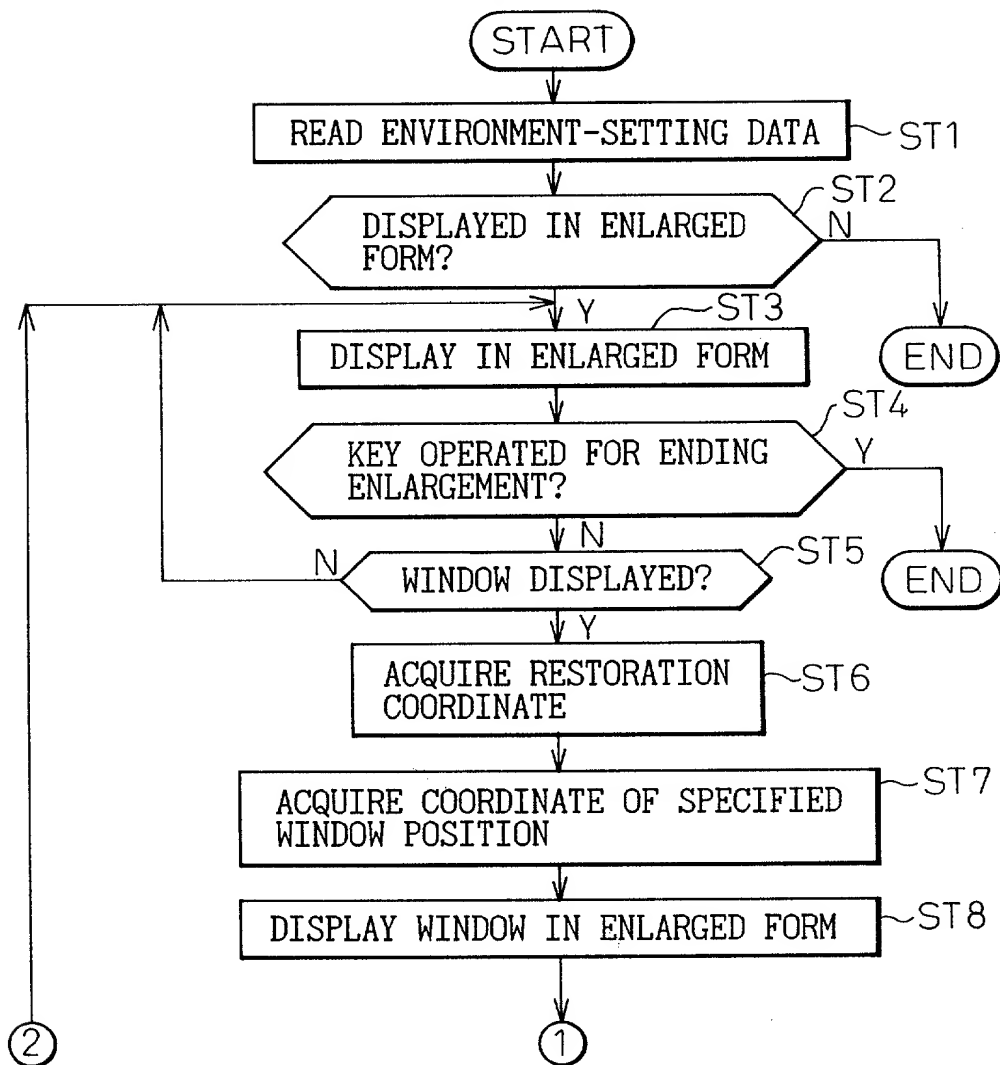 START
READ ENVIRONMENT-SETTING DATA
ST1
ST2
DISPLAYED IN ENLARGED
FORM?
N
Y
ST3
DISPLAY IN ENLARGED FORM
END
ST4
KEY OPERATED FOR ENDING
ENLARGEMENT?
Y
N
ST5
N
WINDOW DISPLAYED?
END
Y
ACQUIRE RESTORATION
COORDINATE
ST6
ST7
ACQUIRE COORDINATE OF SPECIFIED
WINDOW POSITION
DISPLAY WINDOW IN ENLARGED FORM
ST8
2
1